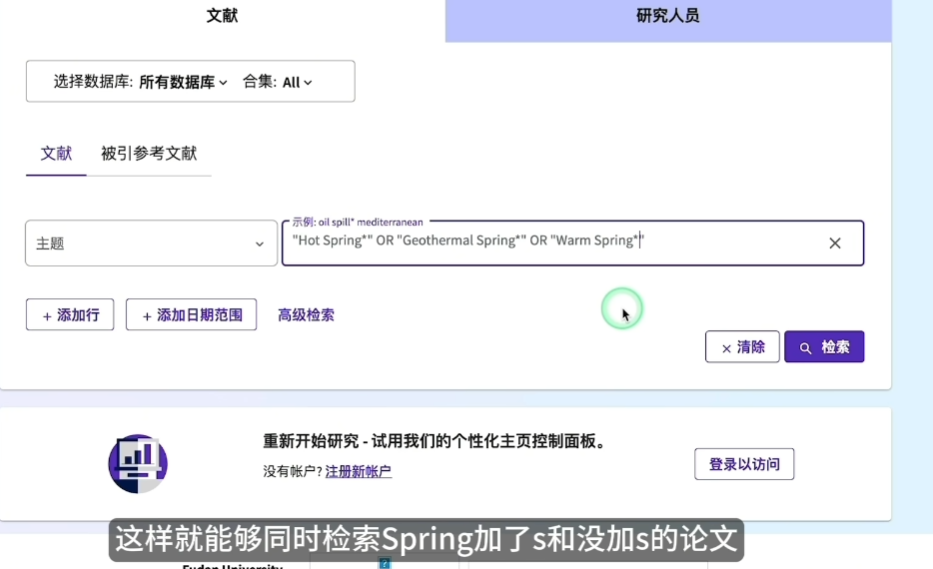 文献 研究人员
选择数据库: 所有数据库 合集: All
文献 被引参考文献
示例: oil spill* mediterranean
主题 "Hot Spring*" OR "Geothermal Spring*" OR "Warm Spring*"
+ 添加行 + 添加日期范围 高级检索
× 清除 检索
重新开始研究 - 试用我们的个性化主页控制面板。
没有帐户? 注册新帐户
登录以访问
这样就能够同时检索Spring加了s和没加s的论文
Fudan University